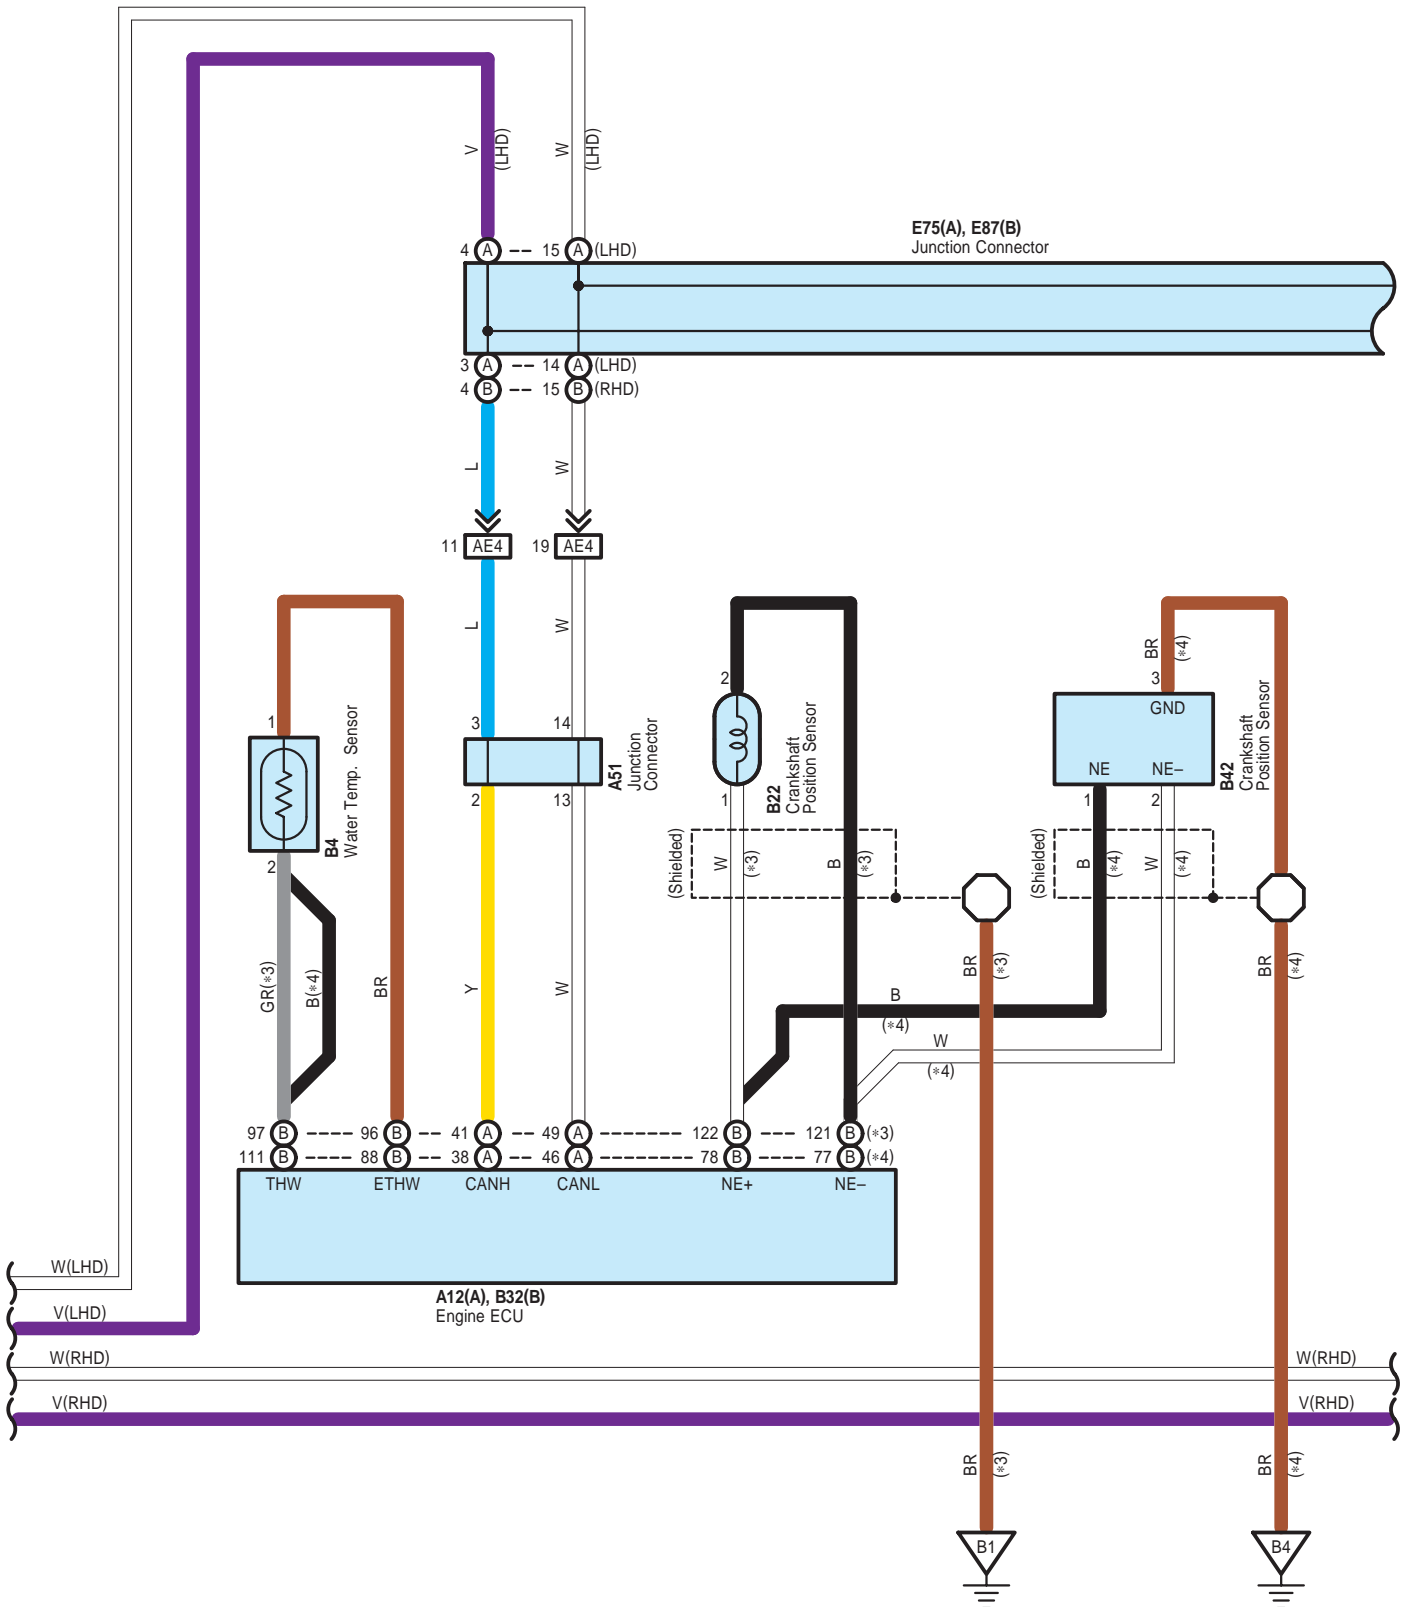 V
(LHD)
W
(LHD)
E75(A), E87(B)
Junction Connector
4 A 15 A (LHD)
3 A 14 A (LHD)
4 B 15 B (RHD)
L
W
11 AE4 19 AE4
L
W
BR
(∗4)
2
3
GND
1
3
14
NE
NE–
B4
Water Temp. Sensor
A51
Junction
Connector
B22
Crankshaft
Position Sensor
B42
Crankshaft
Position Sensor
2
2
13
1
1
2
(Shielded)
W
(∗3)
B
(∗3)
(Shielded)
B
(∗4)
W
(∗4)
GR(∗3)
B(∗4)
BR
Y
W
BR
(∗3)
BR
(∗4)
B
(∗4)
W
(∗4)
97 B 96 B 41 A 49 A 122 B 121 B (∗3)
111 B 88 B 38 A 46 A 78 B 77 B (∗4)
THW ETHW CANH CANL NE+ NE–
A12(A), B32(B)
Engine ECU
W(LHD)
V(LHD)
W(RHD)
W(RHD)
V(RHD)
V(RHD)
BR
(∗3)
BR
(∗4)
B1
B4